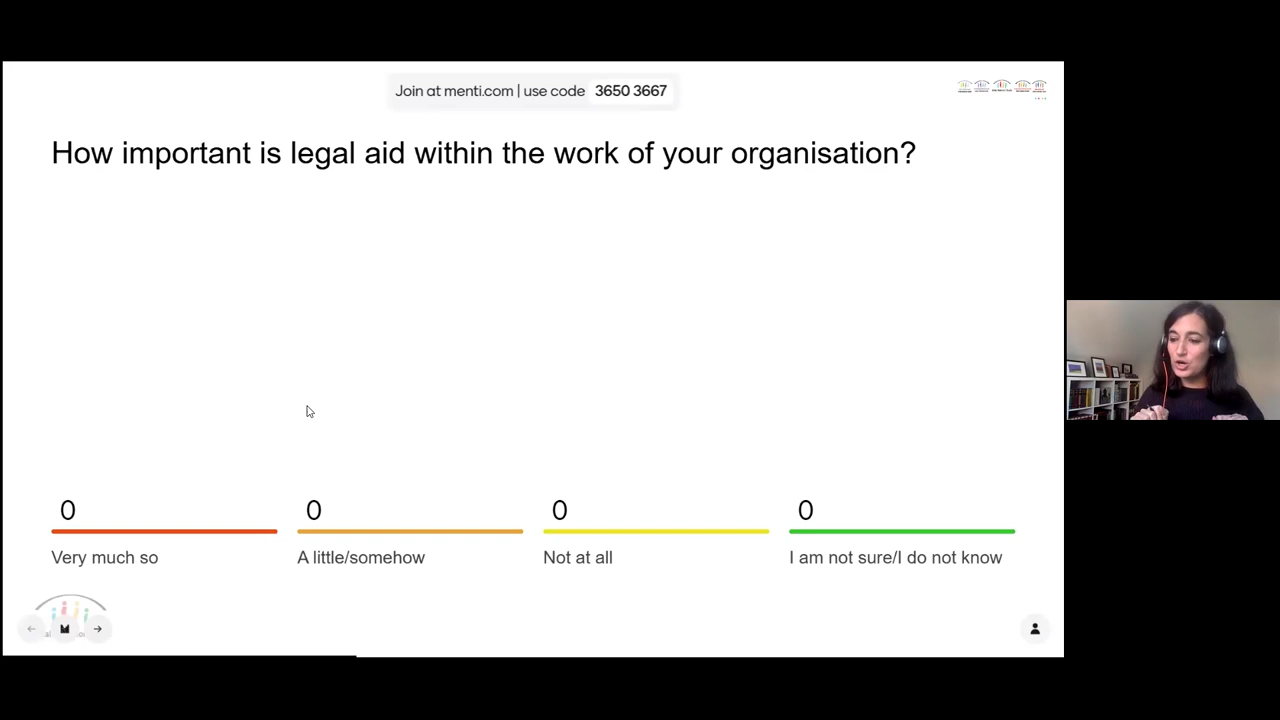 Join at menti.com | use code 3650 3667
How important is legal aid within the work of your organisation?
0
0
0
0
Very much so
A little/somehow
Not at all
I am not sure/I do not know